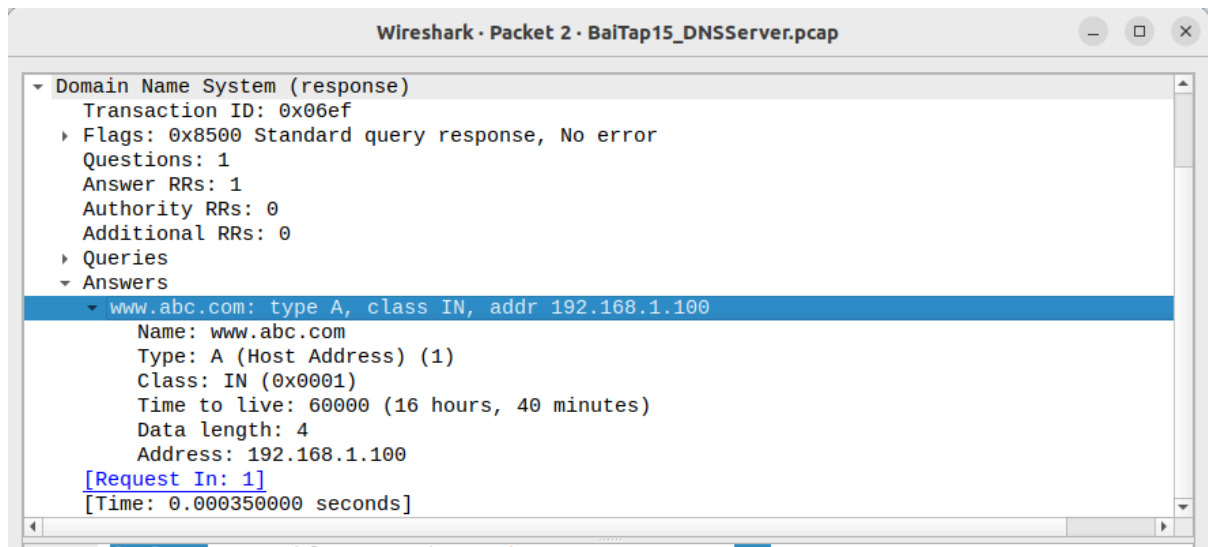 Wireshark · Packet 2 · BaiTap15_DNSServer.pcap
Domain Name System (response)
Transaction ID: 0x06ef
Flags: 0x8500 Standard query response, No error
Questions: 1
Answer RRs: 1
Authority RRs: 0
Additional RRs: 0
Queries
Answers
www.abc.com: type A, class IN, addr 192.168.1.100
Name: www.abc.com
Type: A (Host Address) (1)
Class: IN (0x0001)
Time to live: 60000 (16 hours, 40 minutes)
Data length: 4
Address: 192.168.1.100
[Request In: 1]
[Time: 0.000350000 seconds]